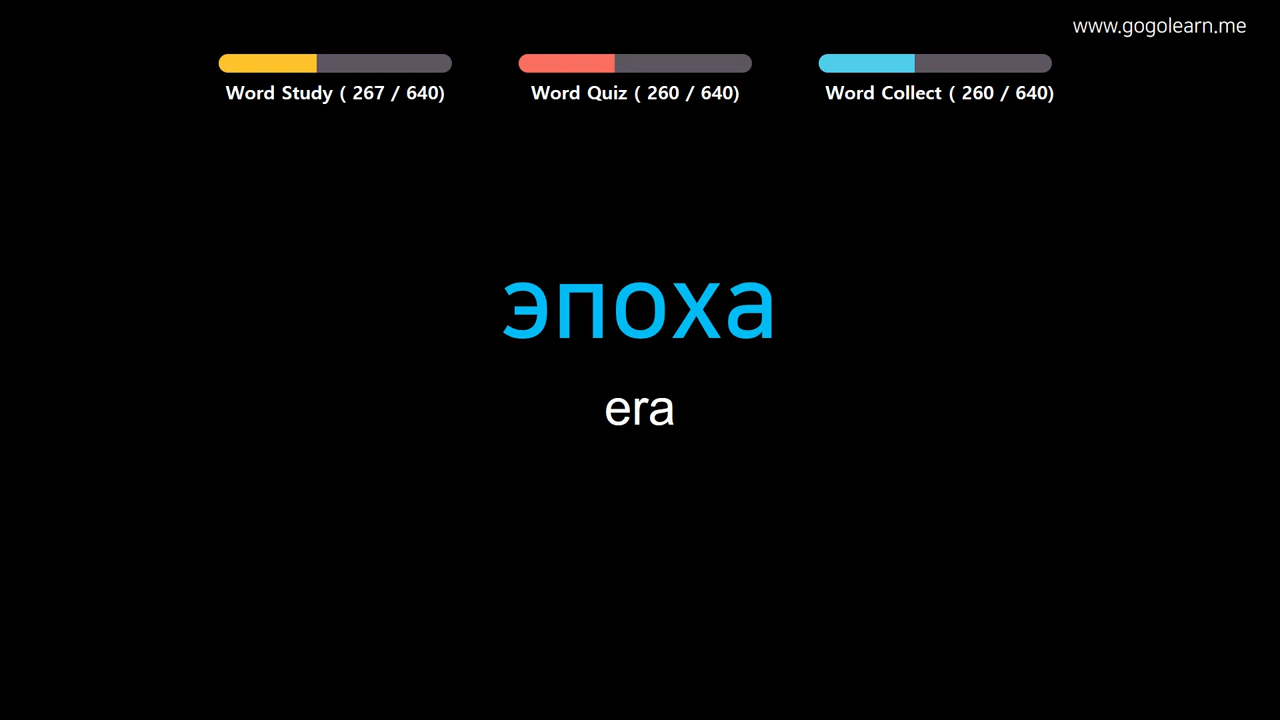 www.gogolearn.me
Word Study ( 267 / 640)
Word Quiz ( 260 / 640)
Word Collect ( 260 / 640)
эпоха
era